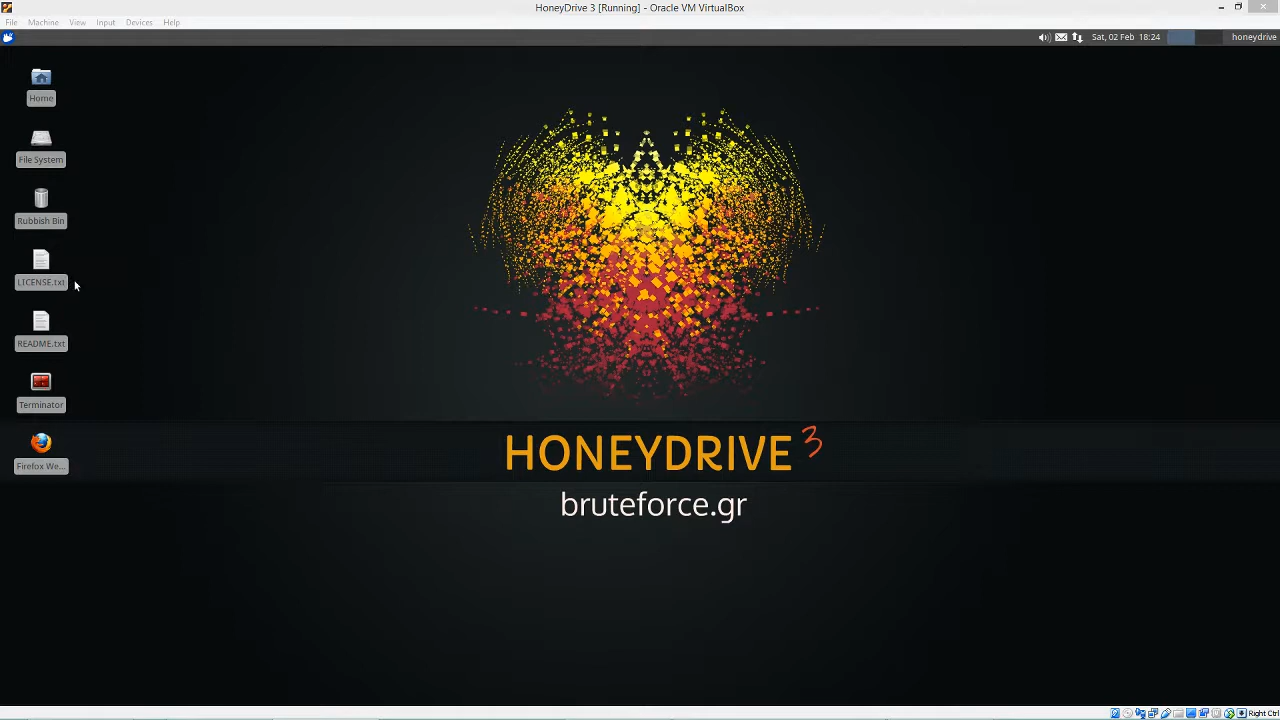 HoneyDrive 3 [Running] - Oracle VM VirtualBox
File Machine View Input Devices Help
Sat, 02 Feb 18:24 honeydrive
Home
File System
Rubbish Bin
LICENSE.txt
README.txt
Terminator
Firefox We...
HONEYDRIVE 3
bruteforce.gr
Right Ctrl